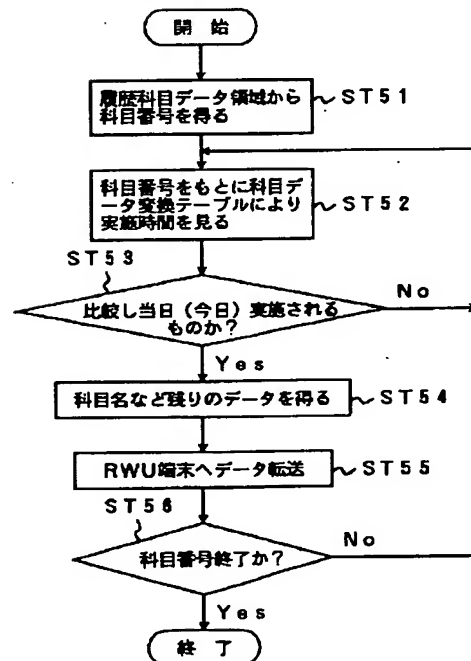 開始
履歴科目データ領域から
科目番号を得る
ST51
科目番号をもとに科目デ
ータ変換テーブルにより
実施時間を見る
ST52
ST53
比較し当日(今日)実施される
ものか?
No
Yes
科目名など残りのデータを得る
ST54
RWU端末へデータ転送
ST55
ST56
科目番号終了か?
No
Yes
終了